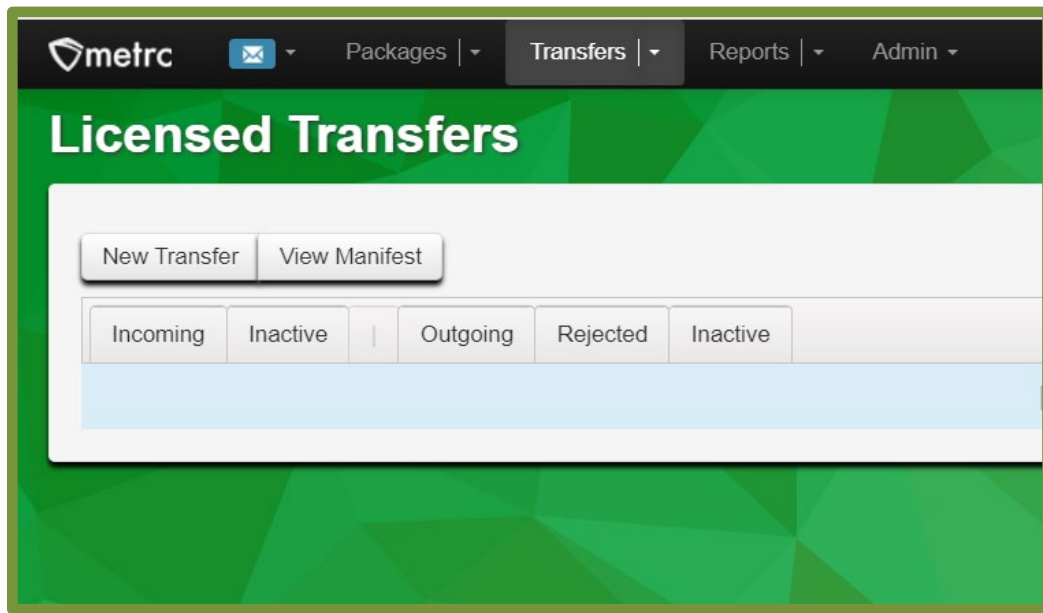 metrc Packages | Transfers | Reports | Admin
Licensed Transfers
New Transfer View Manifest
Incoming Inactive | Outgoing Rejected Inactive